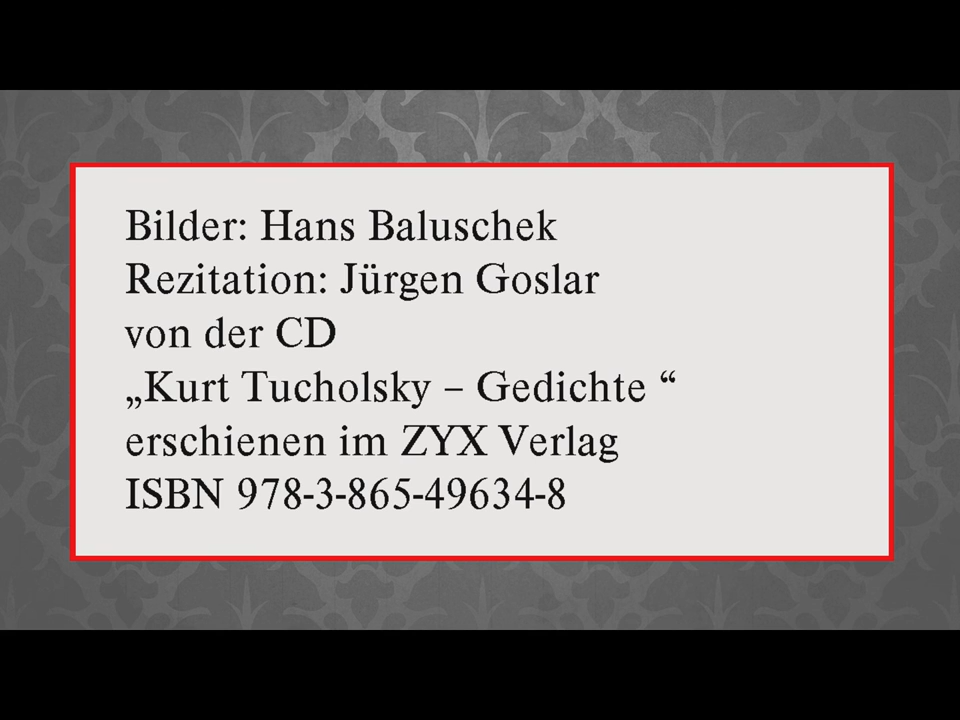 Bilder: Hans Baluschek
Rezitation: Jürgen Goslar
von der CD
„Kurt Tucholsky – Gedichte “
erschienen im ZYX Verlag
ISBN 978-3-865-49634-8